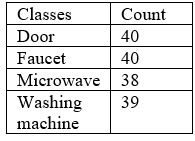 Classes Count
Door 40
Faucet 40
Microwave 38
Washing 39
machine